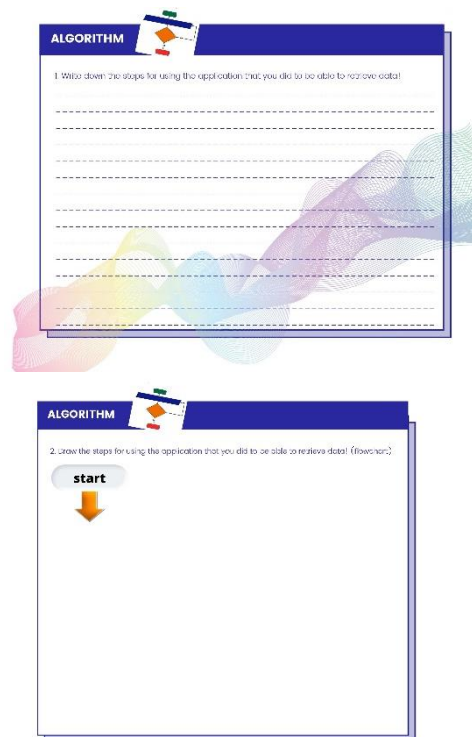 ALGORITHM
1. Write down the steps for using the application that you did to be able to retrieve data!
ALGORITHM
2. Draw the steps for using the application that you did to be able to retrieve data! (flowchart)
start